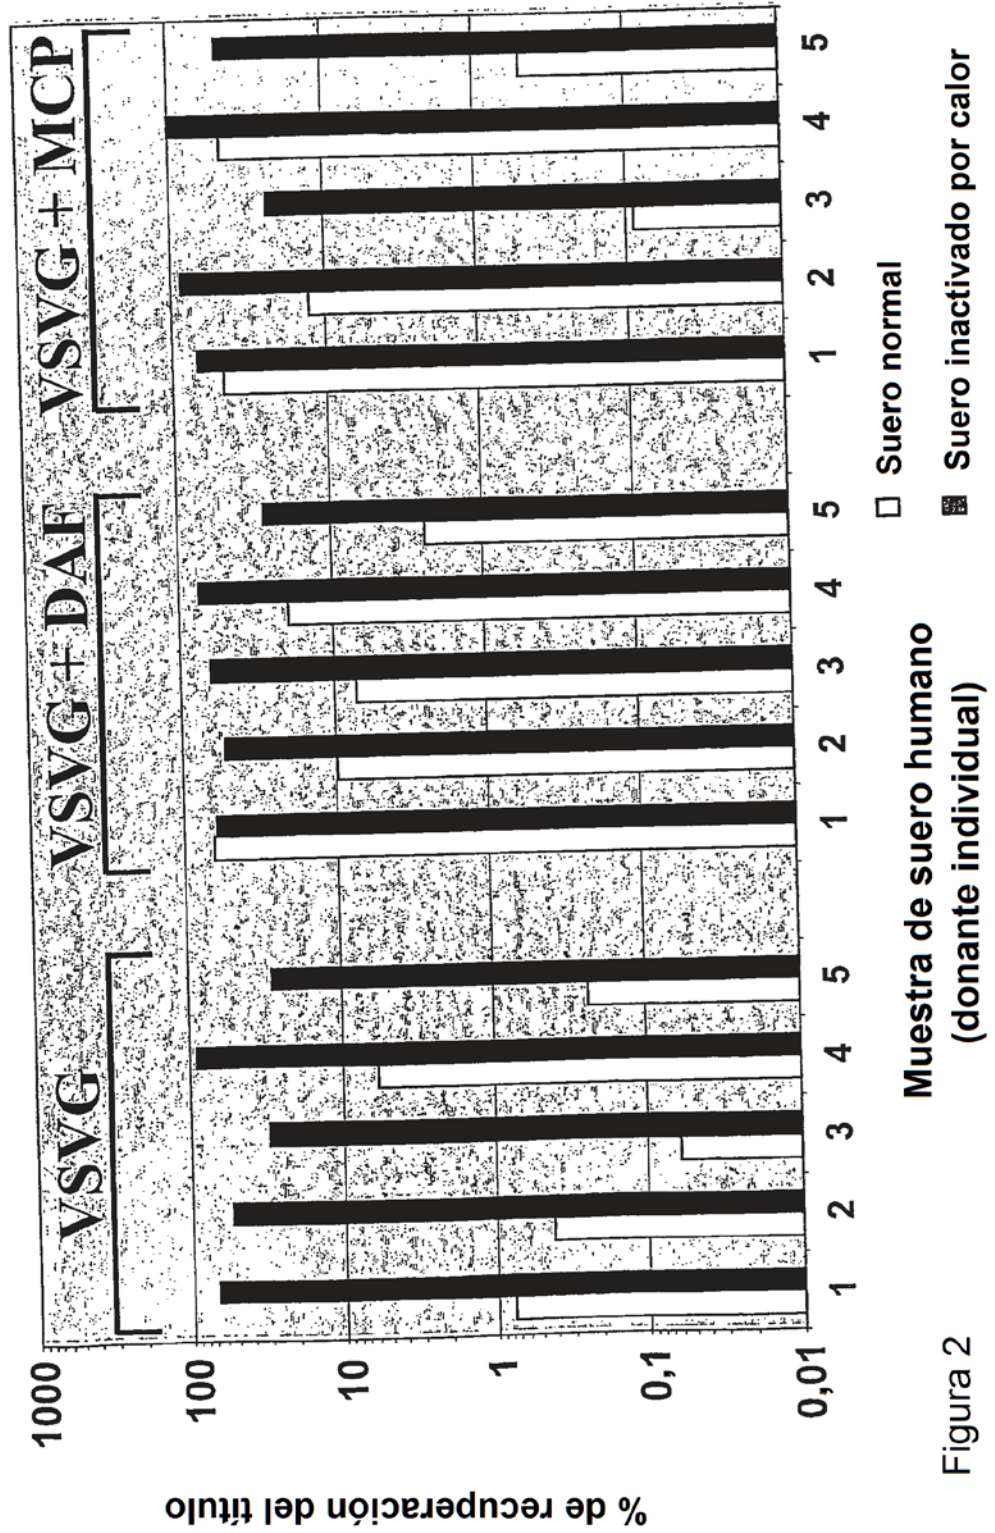 VSVG
VSVG + DAF
VSVG + MCP
% de recuperación del título
1000
100
10
1
0,1
0,01
1 2 3 4 5
1 2 3 4 5
1 2 3 4 5
Muestra de suero humano
(donante individual)
Suero normal
Suero inactivado por calor
Figura 2